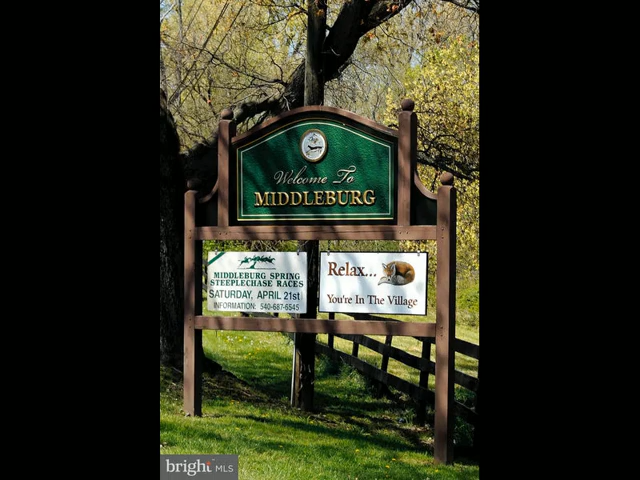 Welcome To
MIDDLEBURG
MIDDLEBURG SPRING
STEEPLECHASE RACES
SATURDAY, APRIL 21st
INFORMATION: 540-687-6545
Relax...
You're In The Village
bright MLS